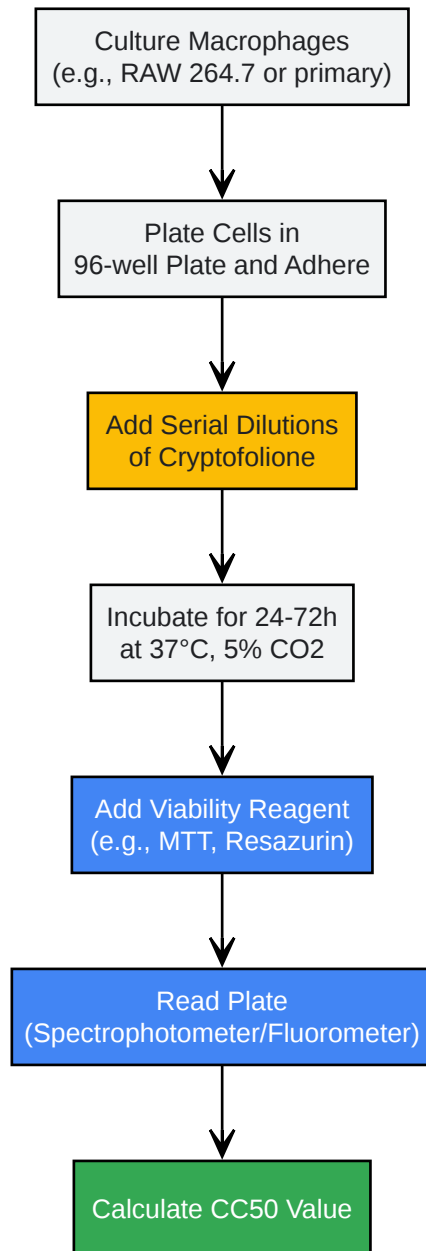 Culture Macrophages
(e.g., RAW 264.7 or primary)
Plate Cells in
96-well Plate and Adhere
Add Serial Dilutions
of Cryptofolione
Incubate for 24-72h
at 37°C, 5% CO2
Add Viability Reagent
(e.g., MTT, Resazurin)
Read Plate
(Spectrophotometer/Fluorometer)
Calculate CC50 Value